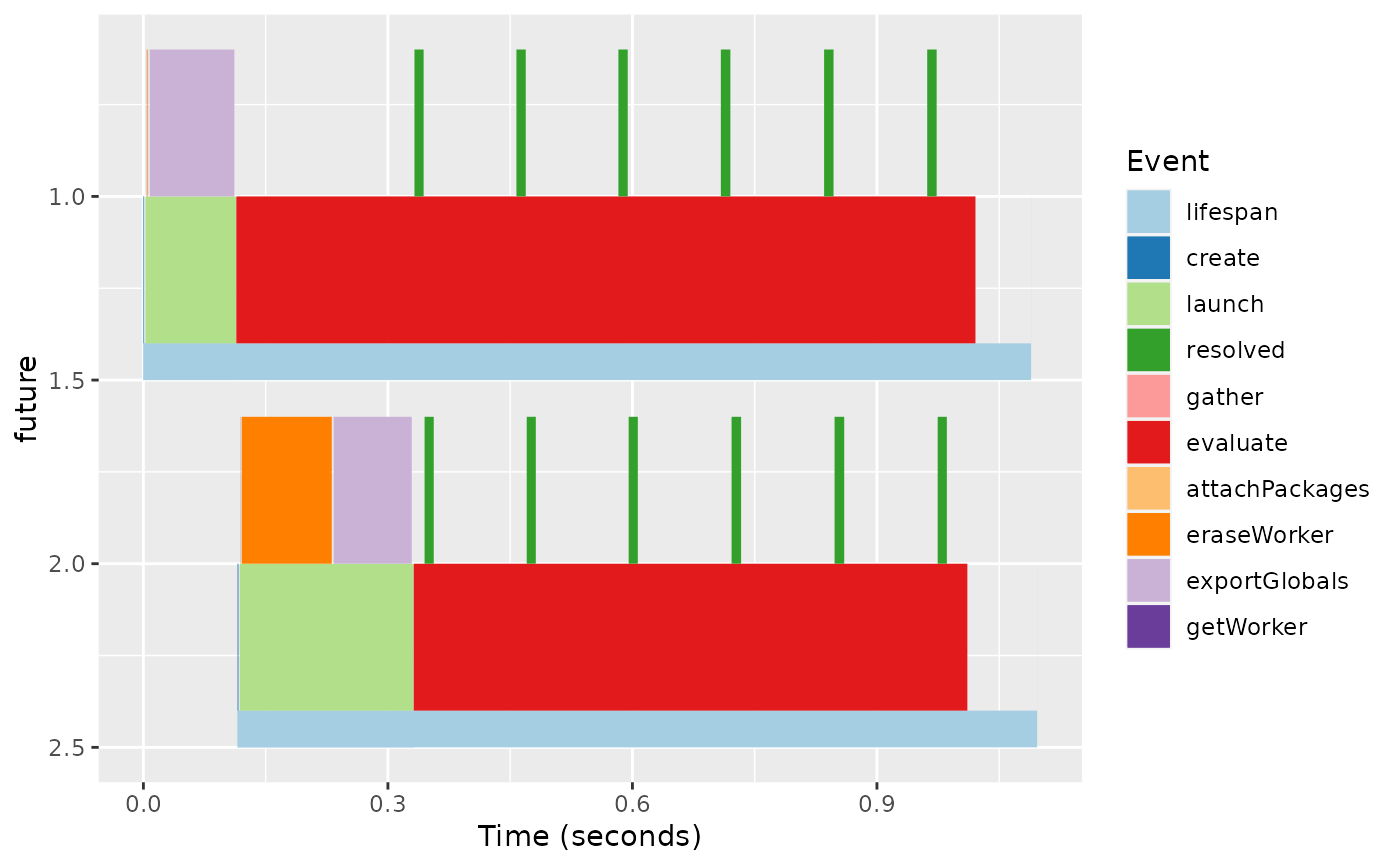 1.0
1.5
2.0
2.5
future
0.0
0.3
0.6
0.9
Time (seconds)
Event
lifespan
create
launch
resolved
gather
evaluate
attachPackages
eraseWorker
exportGlobals
getWorker